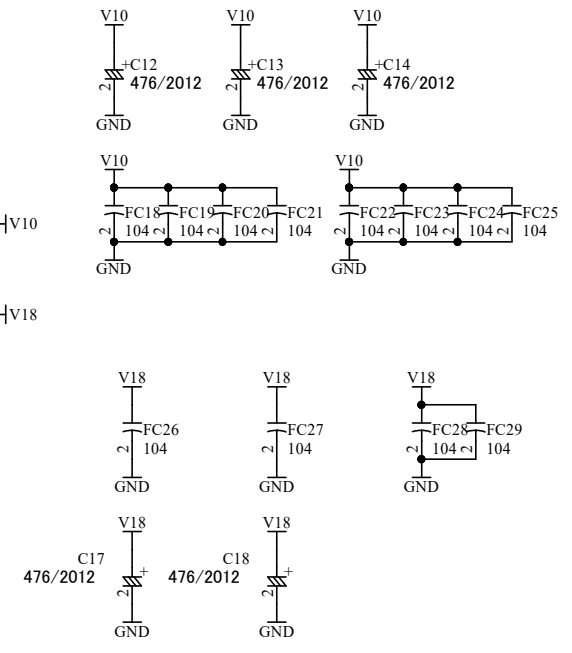 V10 V10 V10
+C12 +C13 +C14
2 476/2012 2 476/2012 2 476/2012
GND GND GND
V10 V10
FC18 FC19 FC20 FC21 FC22 FC23 FC24 FC25
2 104 2 104 2 104 104 2 104 2 104 2 104 104
V10
GND GND
V18
V18 V18 V18
FC26 FC27 FC28 FC29
2 104 2 104 2 104 2 104
GND GND GND
V18 V18
C17 C18
476/2012 + 476/2012 +
2 2
GND GND